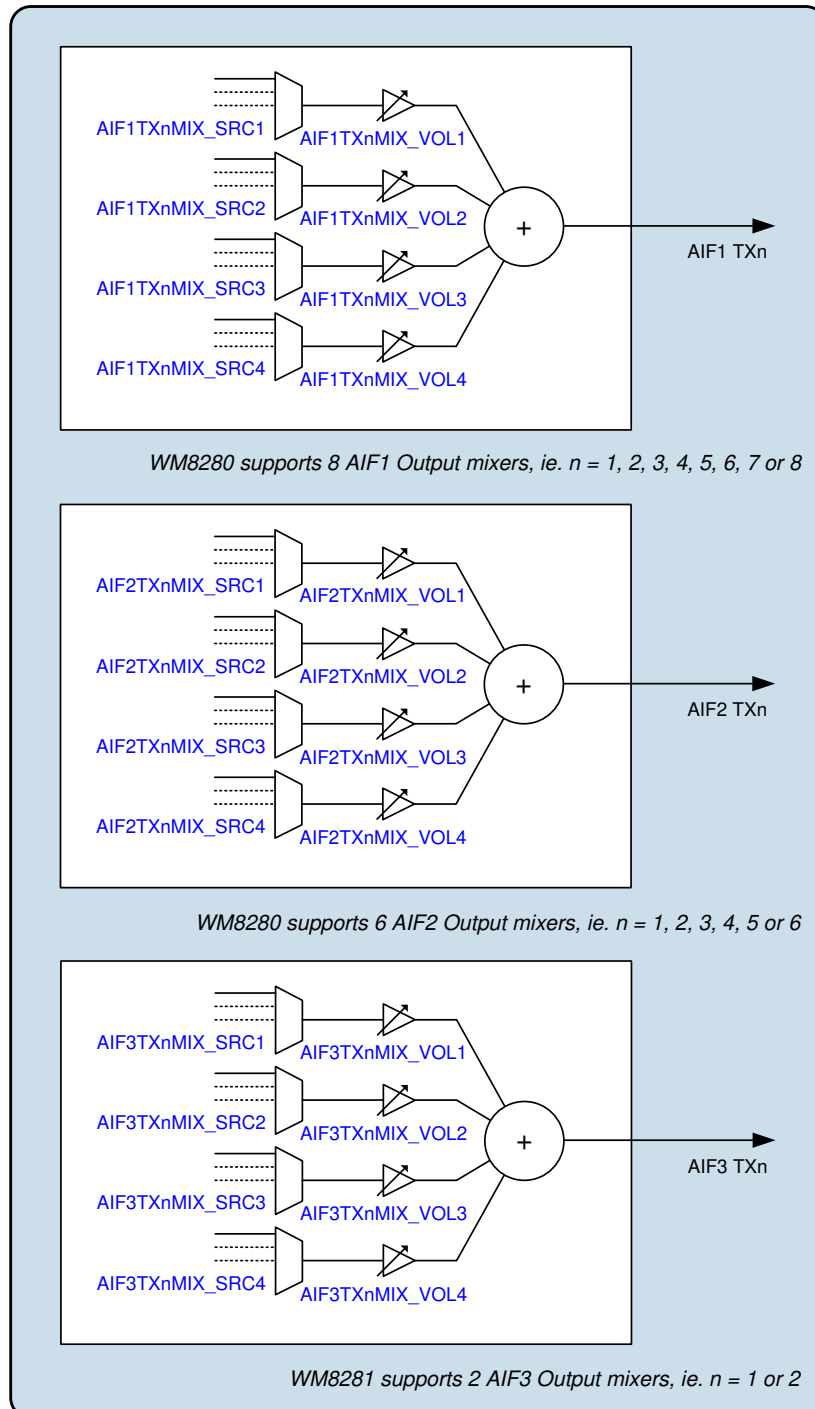 AIF1TXnMIX_SRC1
AIF1TXnMIX_VOL1
AIF1TXnMIX_SRC2
AIF1TXnMIX_VOL2
+
AIF1 TXn
AIF1TXnMIX_SRC3
AIF1TXnMIX_VOL3
AIF1TXnMIX_SRC4
AIF1TXnMIX_VOL4
WM8280 supports 8 AIF1 Output mixers, ie. n = 1, 2, 3, 4, 5, 6, 7 or 8
AIF2TXnMIX_SRC1
AIF2TXnMIX_VOL1
AIF2TXnMIX_SRC2
AIF2TXnMIX_VOL2
+
AIF2 TXn
AIF2TXnMIX_SRC3
AIF2TXnMIX_VOL3
AIF2TXnMIX_SRC4
AIF2TXnMIX_VOL4
WM8280 supports 6 AIF2 Output mixers, ie. n = 1, 2, 3, 4, 5 or 6
AIF3TXnMIX_SRC1
AIF3TXnMIX_VOL1
AIF3TXnMIX_SRC2
AIF3TXnMIX_VOL2
+
AIF3 TXn
AIF3TXnMIX_SRC3
AIF3TXnMIX_VOL3
AIF3TXnMIX_SRC4
AIF3TXnMIX_VOL4
WM8281 supports 2 AIF3 Output mixers, ie. n = 1 or 2